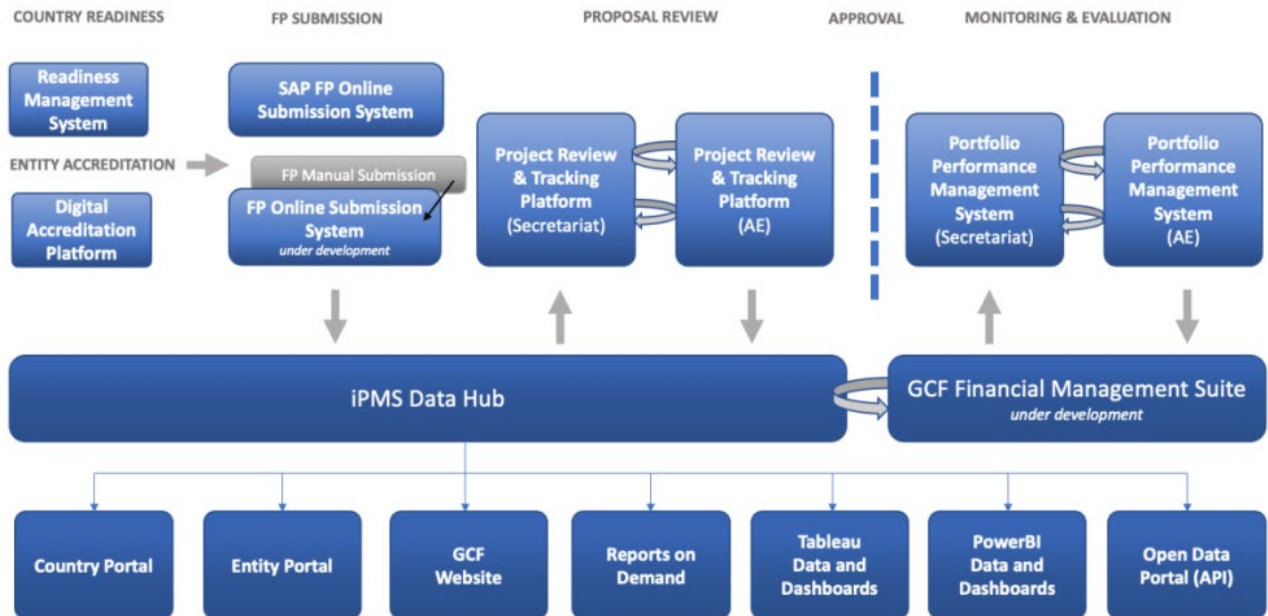 COUNTRY READINESS
FP SUBMISSION
PROPOSAL REVIEW
APPROVAL
MONITORING & EVALUATION
Readiness
Management
System
SAP FP Online
Submission System
ENTITY ACCREDITATION
Digital
Accreditation
Platform
FP Manual Submission
FP Online Submission
System
under development
Project Review
& Tracking
Platform
(Secretariat)
Project Review
& Tracking
Platform
(AE)
Portfolio
Performance
Management
System
(Secretariat)
Portfolio
Performance
Management
System
(AE)
iPMS Data Hub
GCF Financial Management Suite
under development
Country Portal
Entity Portal
GCF
Website
Reports on
Demand
Tableau
Data and
Dashboards
PowerBI
Data and
Dashboards
Open Data
Portal (API)